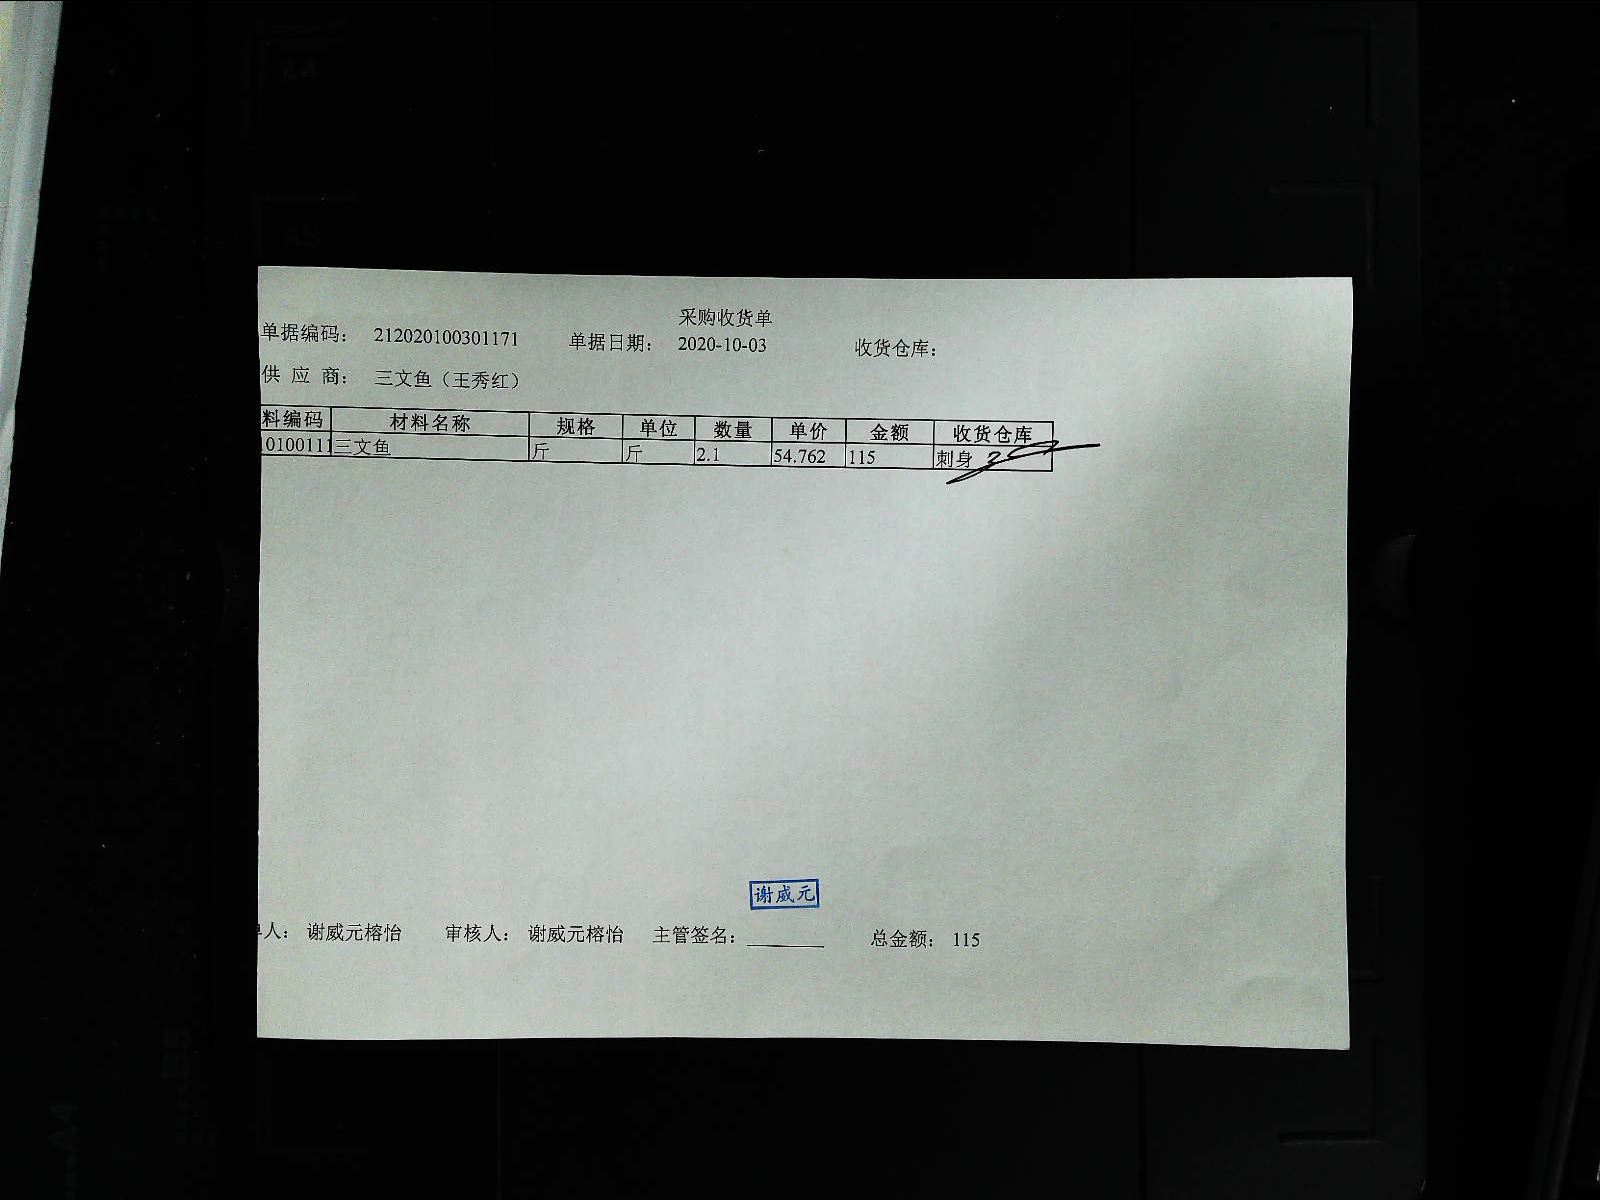 采购收货单
单据编码： 212020100301171 单据日期： 2020-10-03 收货仓库：
供 应 商： 三文鱼（王秀红）
料编码 材料名称 规格 单位 数量 单价 金额 收货仓库
10100111 三文鱼 斤 斤 2.1 54.762 115 刺身
谢威元
人： 谢威元榕怡 审核人： 谢威元榕怡 主管签名： 总金额： 115